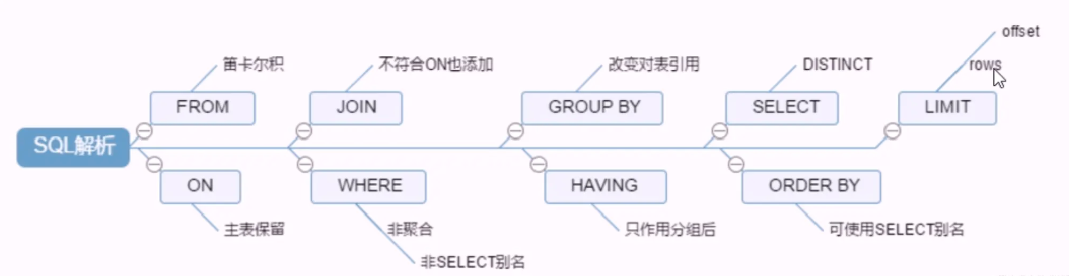 offset
笛卡尔积
不符合ON也添加
改变对表引用
DISTINCT
rows
FROM
JOIN
GROUP BY
SELECT
LIMIT
SQL解析
ON
WHERE
HAVING
ORDER BY
主表保留
非聚合
只作用分组后
可使用SELECT别名
非SELECT别名